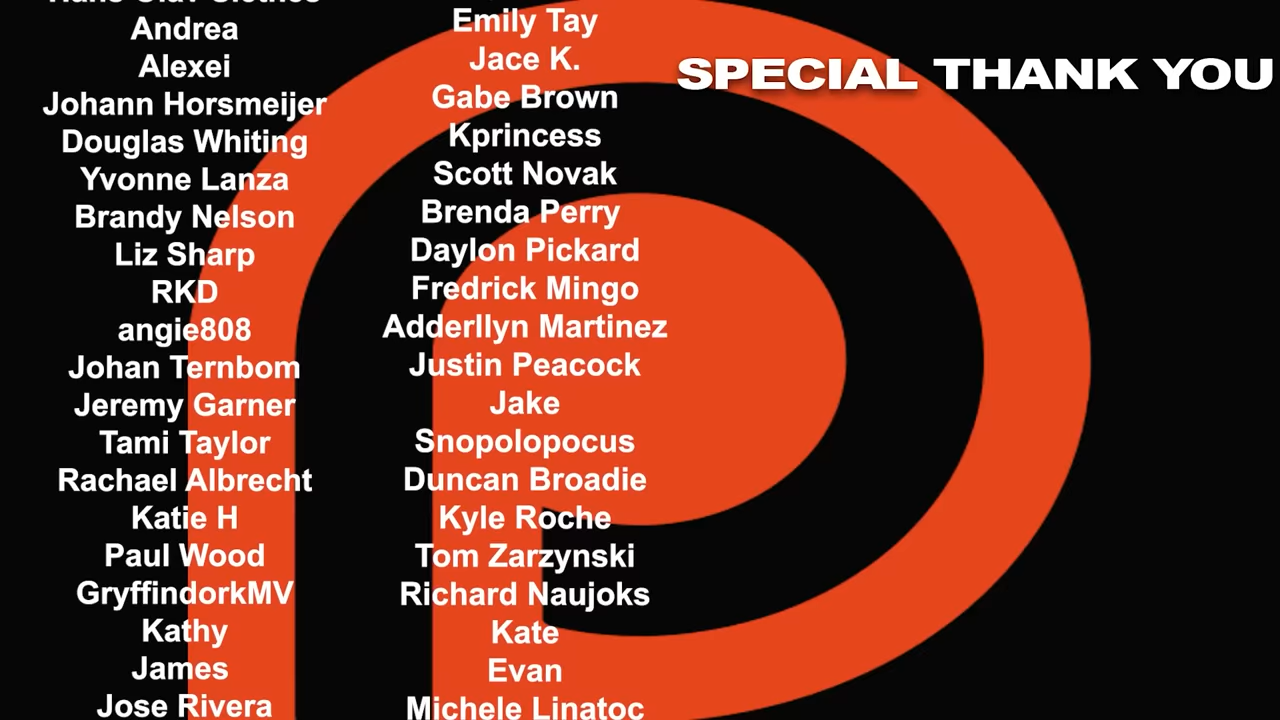 Andrea
Alexei
Johann Horsmeijer
Douglas Whiting
Yvonne Lanza
Brandy Nelson
Liz Sharp
RKD
angie808
Johan Ternbom
Jeremy Garner
Tami Taylor
Rachael Albrecht
Katie H
Paul Wood
GryffindorkMV
Kathy
James
Jose Rivera
Emily Tay
Jace K.
Gabe Brown
Kprincess
Scott Novak
Brenda Perry
Daylon Pickard
Fredrick Mingo
Adderllyn Martinez
Justin Peacock
Jake
Snopolopocus
Duncan Broadie
Kyle Roche
Tom Zarzynski
Richard Naujoks
Kate
Evan
Michele Linatoc
SPECIAL THANK YOU